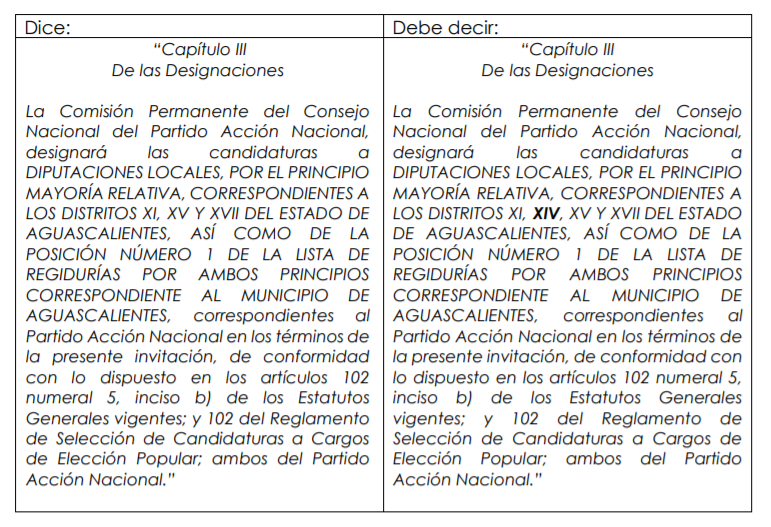 Dice:
“Capítulo III
De las Designaciones
La Comisión Permanente del Consejo
Nacional del Partido Acción Nacional,
designará las candidaturas a
DIPUTACIONES LOCALES, POR EL PRINCIPIO
MAYORÍA RELATIVA, CORRESPONDIENTES A
LOS DISTRITOS XI, XV Y XVII DEL ESTADO DE
AGUASCALIENTES, ASÍ COMO DE LA
POSICIÓN NÚMERO 1 DE LA LISTA DE
REGIDURÍAS POR AMBOS PRINCIPIOS
CORRESPONDIENTE AL MUNICIPIO DE
AGUASCALIENTES, correspondientes al
Partido Acción Nacional en los términos de
la presente invitación, de conformidad
con lo dispuesto en los artículos 102
numeral 5, inciso b) de los Estatutos
Generales vigentes; y 102 del Reglamento
de Selección de Candidaturas a Cargos
de Elección Popular; ambos del Partido
Acción Nacional.”
Debe decir:
“Capítulo III
De las Designaciones
La Comisión Permanente del Consejo
Nacional del Partido Acción Nacional,
designará las candidaturas a
DIPUTACIONES LOCALES, POR EL PRINCIPIO
MAYORÍA RELATIVA, CORRESPONDIENTES A
LOS DISTRITOS XI, XIV, XV Y XVII DEL ESTADO
DE AGUASCALIENTES, ASÍ COMO DE LA
POSICIÓN NÚMERO 1 DE LA LISTA DE
REGIDURÍAS POR AMBOS PRINCIPIOS
CORRESPONDIENTE AL MUNICIPIO DE
AGUASCALIENTES, correspondientes al
Partido Acción Nacional en los términos de
la presente invitación, de conformidad con
lo dispuesto en los artículos 102 numeral 5,
inciso b) de los Estatutos Generales
vigentes; y 102 del Reglamento de
Selección de Candidaturas a Cargos de
Elección Popular; ambos del Partido
Acción Nacional.”